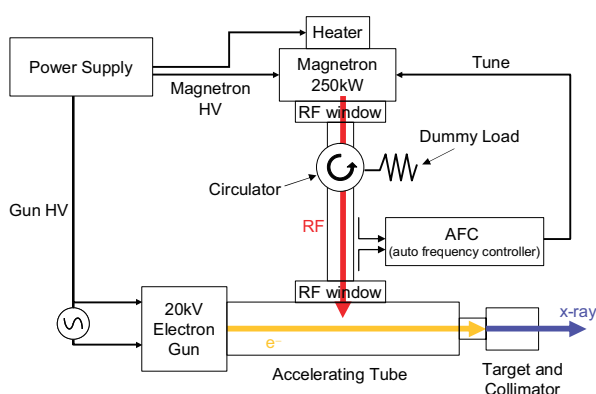 Heater
Power Supply
Magnetron
250kW
Tune
Magnetron
HV
RF window
Dummy Load
Circulator
Gun HV
RF
AFC
(auto frequency controller)
RF window
20kV
Electron
Gun
e⁻
x-ray
Accelerating Tube
Target and
Collimator